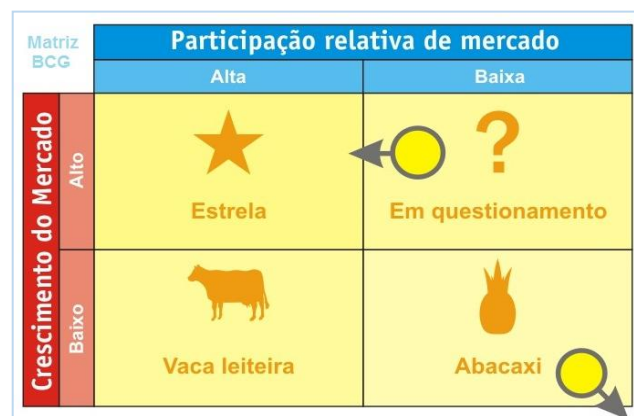 Matriz
BCG
Participação relativa de mercado
Alta
Baixa
Crescimento do Mercado
Alto
Estrela
?
Em questionamento
Baixo
Vaca leiteira
Abacaxi